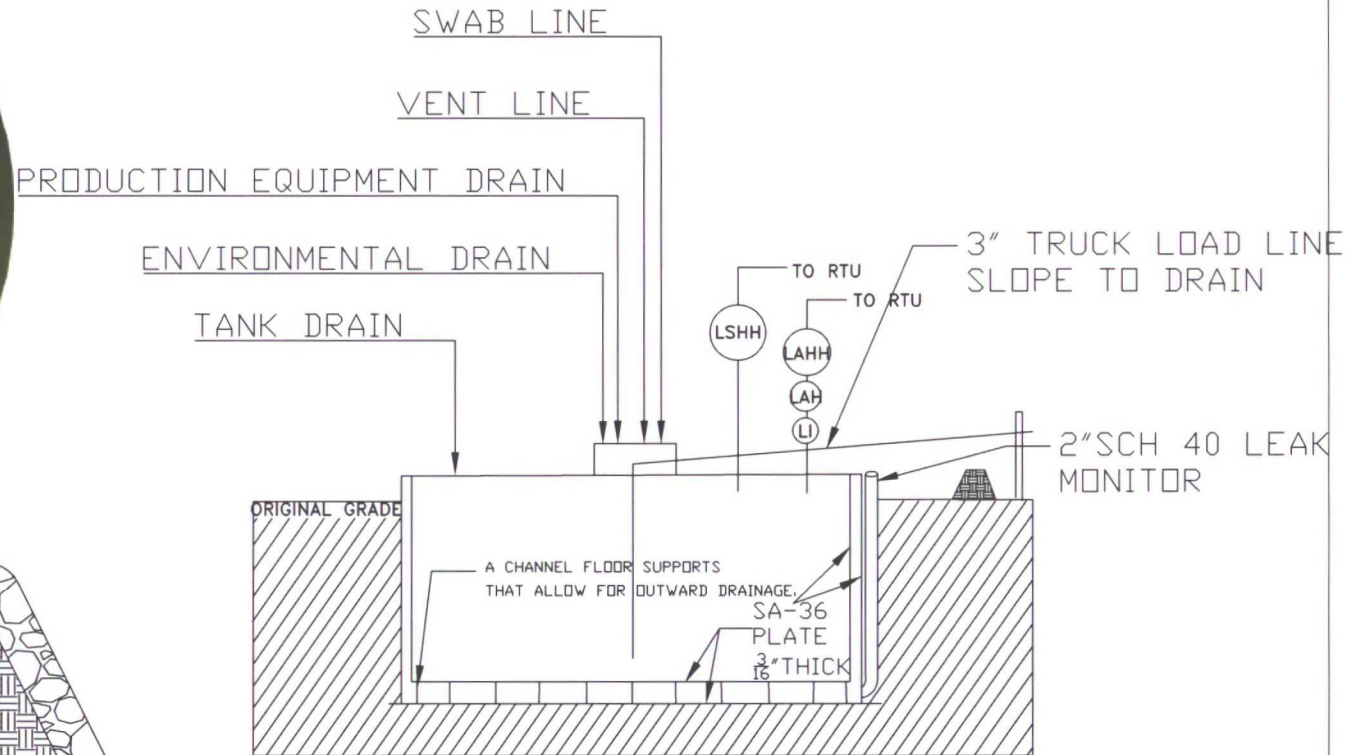 SWAB LINE
VENT LINE
PRODUCTION EQUIPMENT DRAIN
ENVIRONMENTAL DRAIN
TANK DRAIN
TO RTU
TO RTU
3" TRUCK LOAD LINE
SLOPE TO DRAIN
LSHH
LAHH
LAH
LI
2"SCH 40 LEAK
MONITOR
ORIGINAL GRADE
A CHANNEL FLOOR SUPPORTS
THAT ALLOW FOR OUTWARD DRAINAGE.
SA-36
PLATE
3/16" THICK